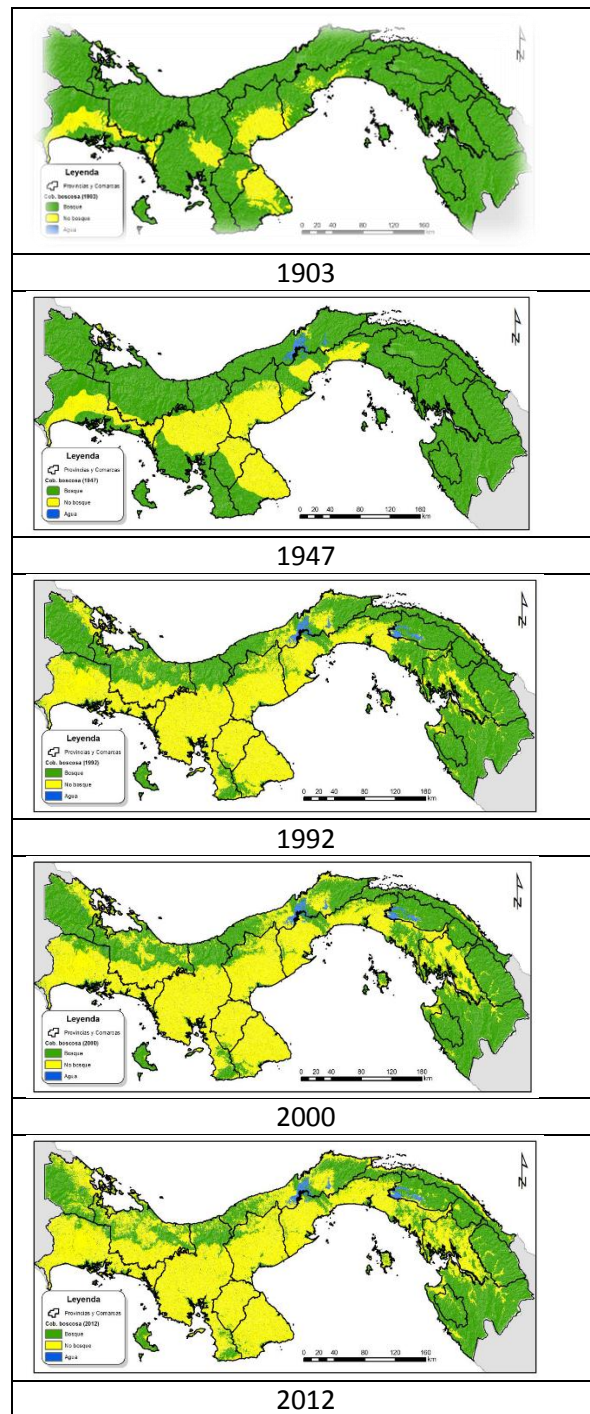 Leyenda
Provincias y Comarcas
Cob. boscosa (1903)
Bosque
No bosque
Agua
0 20 40 80 120 160
km
N
1903
Leyenda
Provincias y Comarcas
Cob. boscosa (1947)
Bosque
No bosque
Agua
0 20 40 80 120 160
km
N
1947
Leyenda
Provincias y Comarcas
Cob. boscosa (1992)
Bosque
No bosque
Agua
0 20 40 80 120 160
km
N
1992
Leyenda
Provincias y Comarcas
Cob. boscosa (2000)
Bosque
No bosque
Agua
0 20 40 80 120 160
km
N
2000
Leyenda
Provincias y Comarcas
Cob. boscosa (2012)
Bosque
No bosque
Agua
0 20 40 80 120 160
km
N
2012